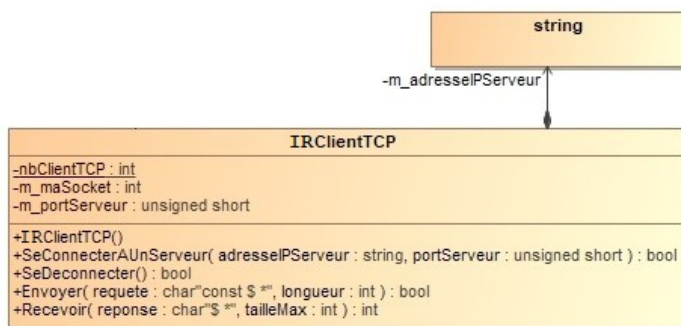 string
-m_adresseIPServeur
IRClientTCP
-nbClientTCP : int
-m_maSocket : int
-m_portServeur : unsigned short
+IRClientTCP()
+SeConnecterAUnServeur( adresseIPServeur : string, portServeur : unsigned short ) : bool
+SeDeconnecter() : bool
+Envoyer( requete : char"const $ *", longueur : int ) : bool
+Recevoir( reponse : char"$ *", tailleMax : int ) : int